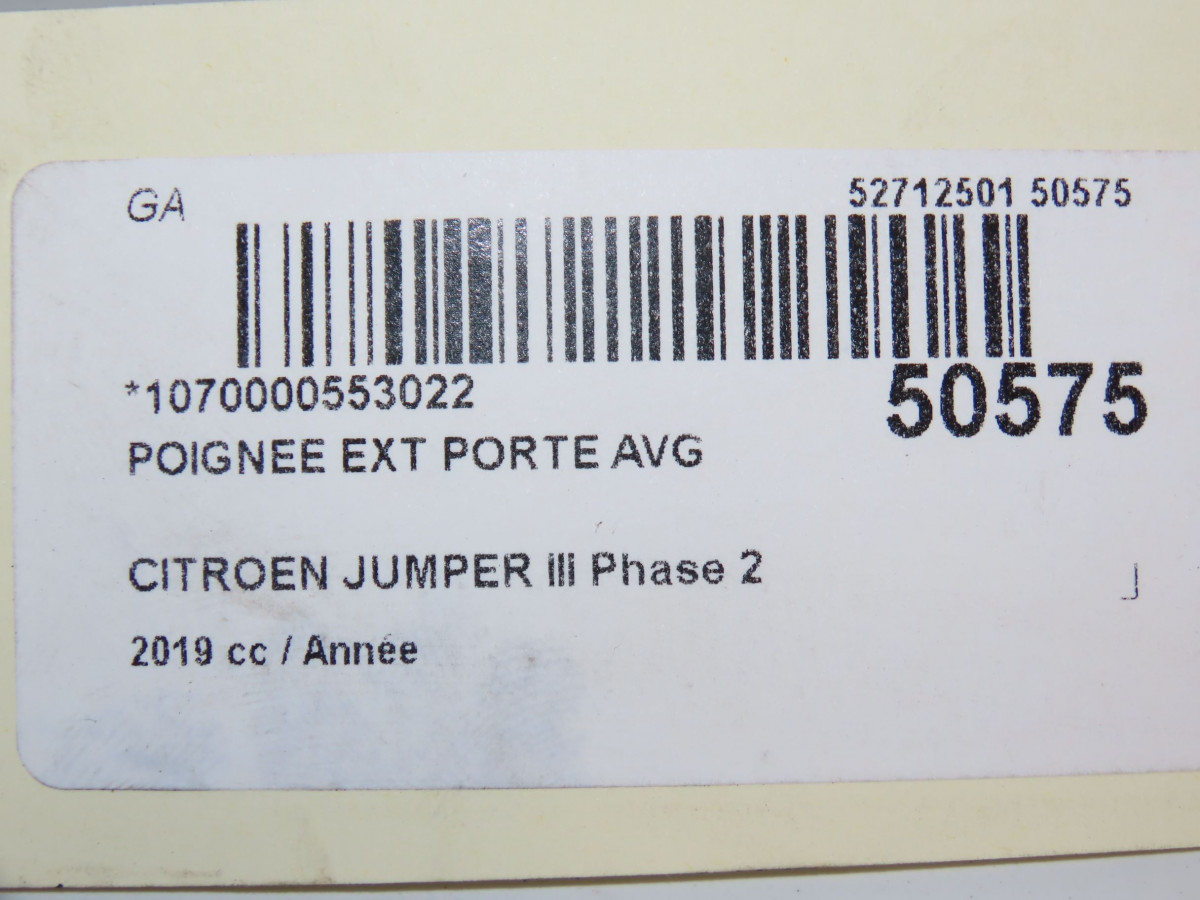 GA
52712501 50575
*1070000553022
50575
POIGNEE EXT PORTE AVG
CITROEN JUMPER III Phase 2
2019 cc / Année